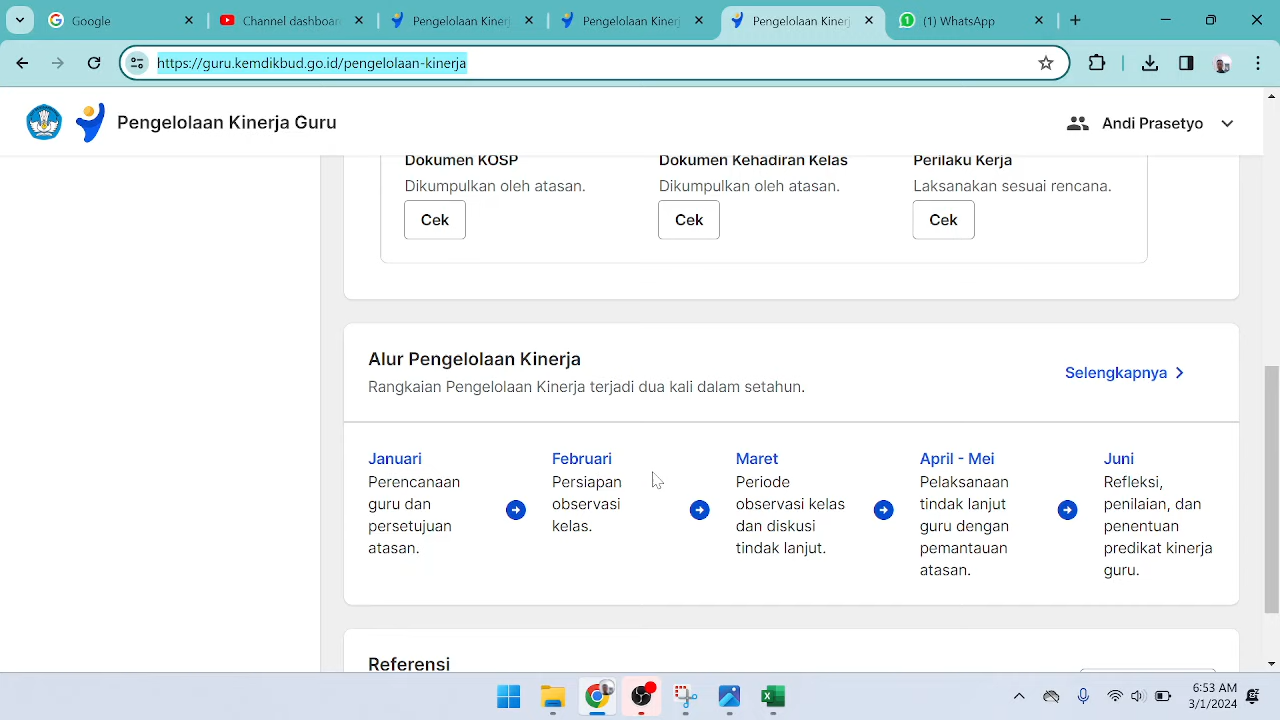 Google
Channel dashboar
Pengelolaan Kinerj
Pengelolaan Kinerj
Pengelolaan Kinerj
1
(1) WhatsApp
https://guru.kemdikbud.go.id/pengelolaan-kinerja
Pengelolaan Kinerja Guru
Andi Prasetyo
Dokumen KOSP
Dikumpulkan oleh atasan.
Cek
Dokumen Kehadiran Kelas
Dikumpulkan oleh atasan.
Cek
Perilaku Kerja
Laksanakan sesuai rencana.
Cek
Alur Pengelolaan Kinerja
Rangkaian Pengelolaan Kinerja terjadi dua kali dalam setahun.
Selengkapnya
Januari
Perencanaan
guru dan
persetujuan
atasan.
Februari
Persiapan
observasi
kelas.
Maret
Periode
observasi kelas
dan diskusi
tindak lanjut.
April - Mei
Pelaksanaan
tindak lanjut
guru dengan
pemantauan
atasan.
Juni
Refleksi,
penilaian, dan
penentuan
predikat kinerja
guru.
Referensi
6:53 AM
3/1/2024